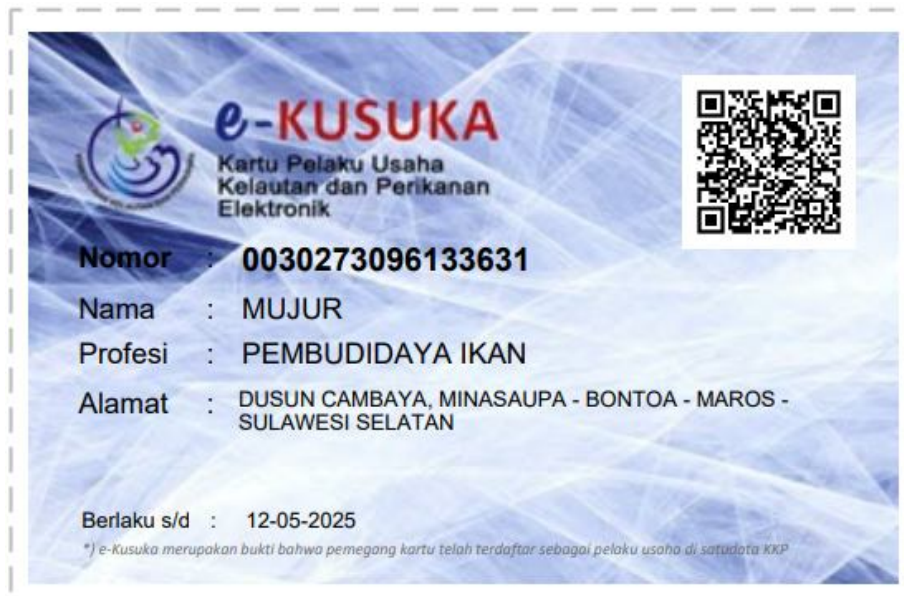 e-KUSUKA
Kartu Pelaku Usaha
Kelautan dan Perikanan
Elektronik
Nomor : 0030273096133631
Nama : MUJUR
Profesi : PEMBUDIDAYA IKAN
Alamat : DUSUN CAMBAYA, MINASAUPA - BONTOA - MAROS -
SULAWESI SELATAN
Berlaku s/d : 12-05-2025
*) e-Kusuka merupakan bukti bahwa pemegang kartu telah terdaftar sebagai pelaku usaha di satudata KKP